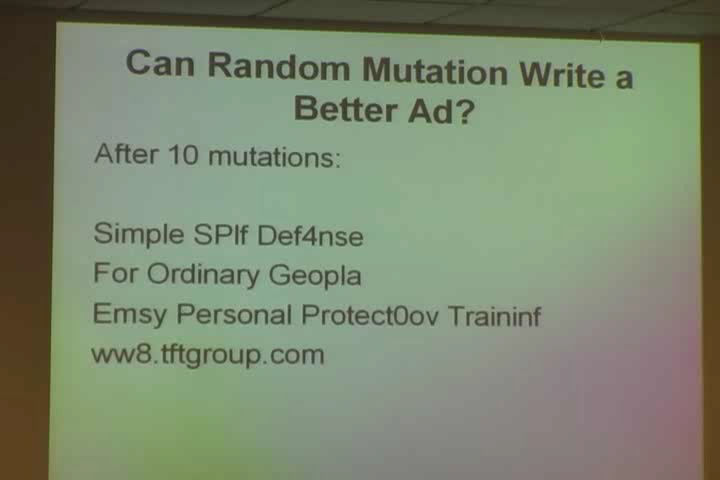 Can Random Mutation Write a
Better Ad?
After 10 mutations:
Simple SPlf Def4nse
For Ordinary Geopla
Emsy Personal Protect0ov Traininf
ww8.tftgroup.com